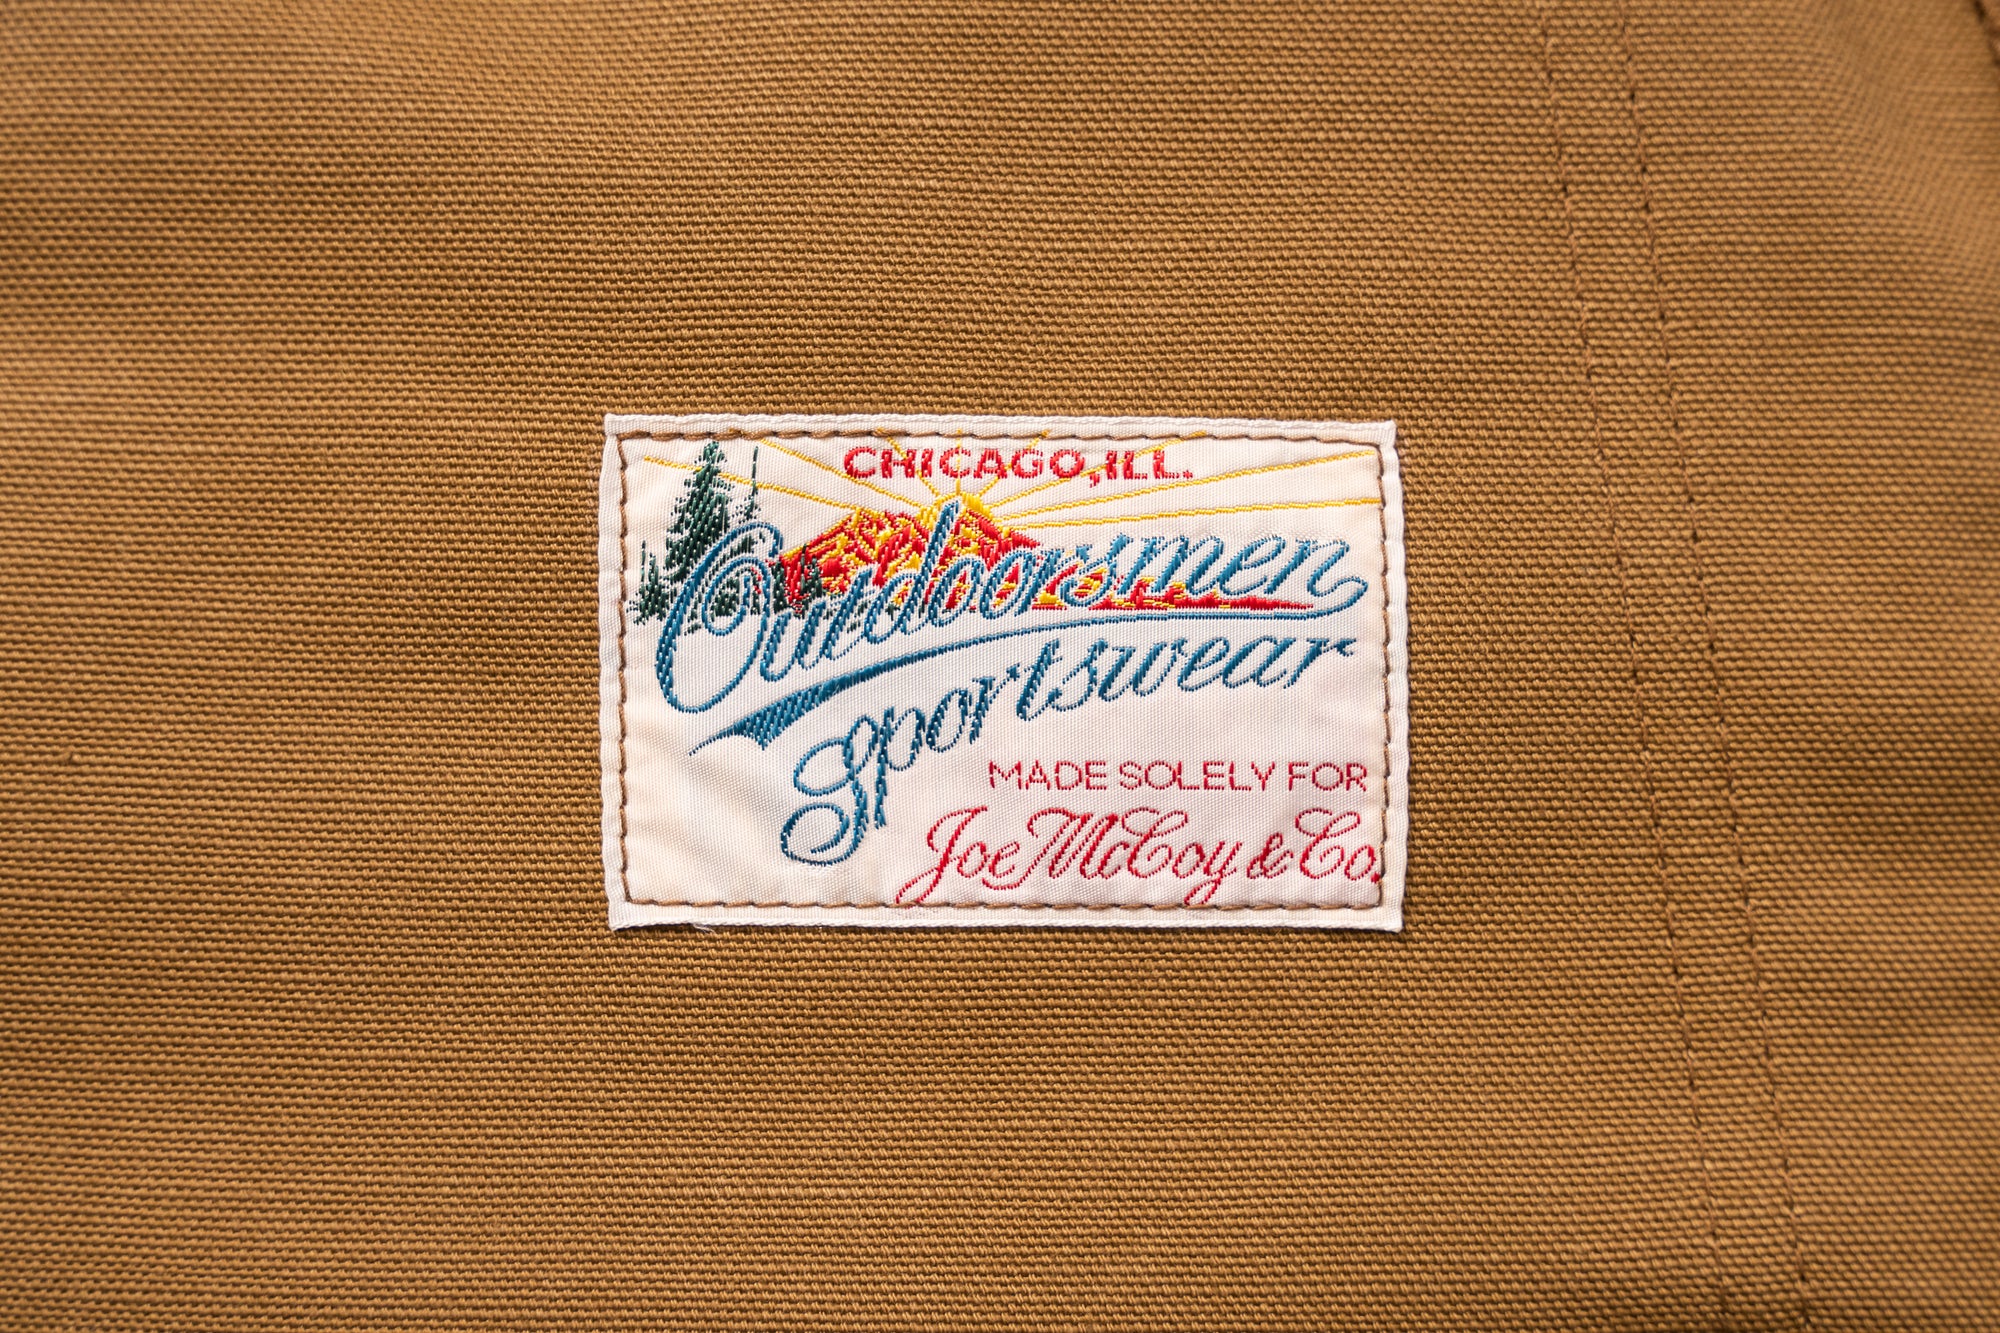 CHICAGO, ILL.
Outdoorsmen
Sportswear
MADE SOLELY FOR
Joe McCoy & Co.